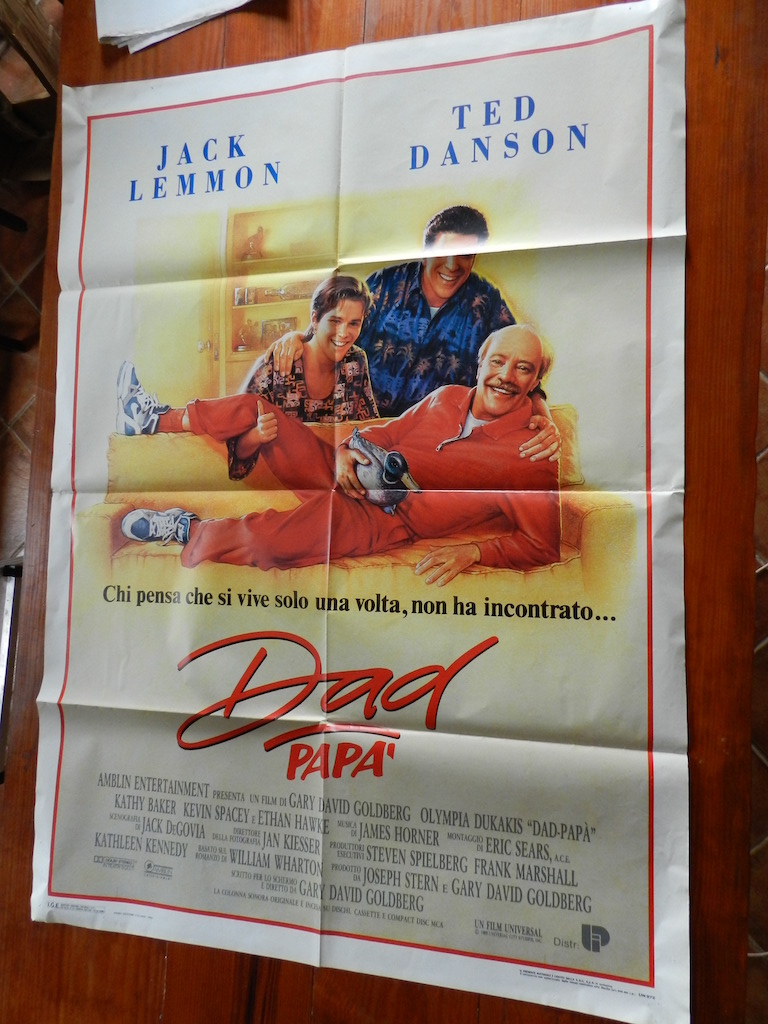 JACK
LEMMON
TED
DANSON
Chi pensa che si vive solo una volta, non ha incontrato...
Dad
PAPA'
AMBLIN ENTERTAINMENT PRESENTA UN FILM DI GARY DAVID GOLDBERG OLYMPIA DUKAKIS "DAD-PAPÀ"
KATHY BAKER KEVIN SPACEY E ETHAN HAWKE MUSICA DI JAMES HORNER MONTAGGIO DI ERIC SEARS, A.C.E.
SCENOGRAFIA DI JACK DeGOVIA DIRETTORE DELLA FOTOGRAFIA JAN KIESSER PRODUTTORI ESECUTIVI STEVEN SPIELBERG FRANK MARSHALL
KATHLEEN KENNEDY BASATO SUL ROMANZO DI WILLIAM WHARTON PRODOTTO DA JOSEPH STERN E GARY DAVID GOLDBERG
SCRITTO PER LO SCHERMO E DIRETTO DA GARY DAVID GOLDBERG
LA COLONNA SONORA ORIGINALE È INCISA SU DISCHI, CASSETTE E COMPACT DISC MCA
UN FILM UNIVERSAL
Distr.